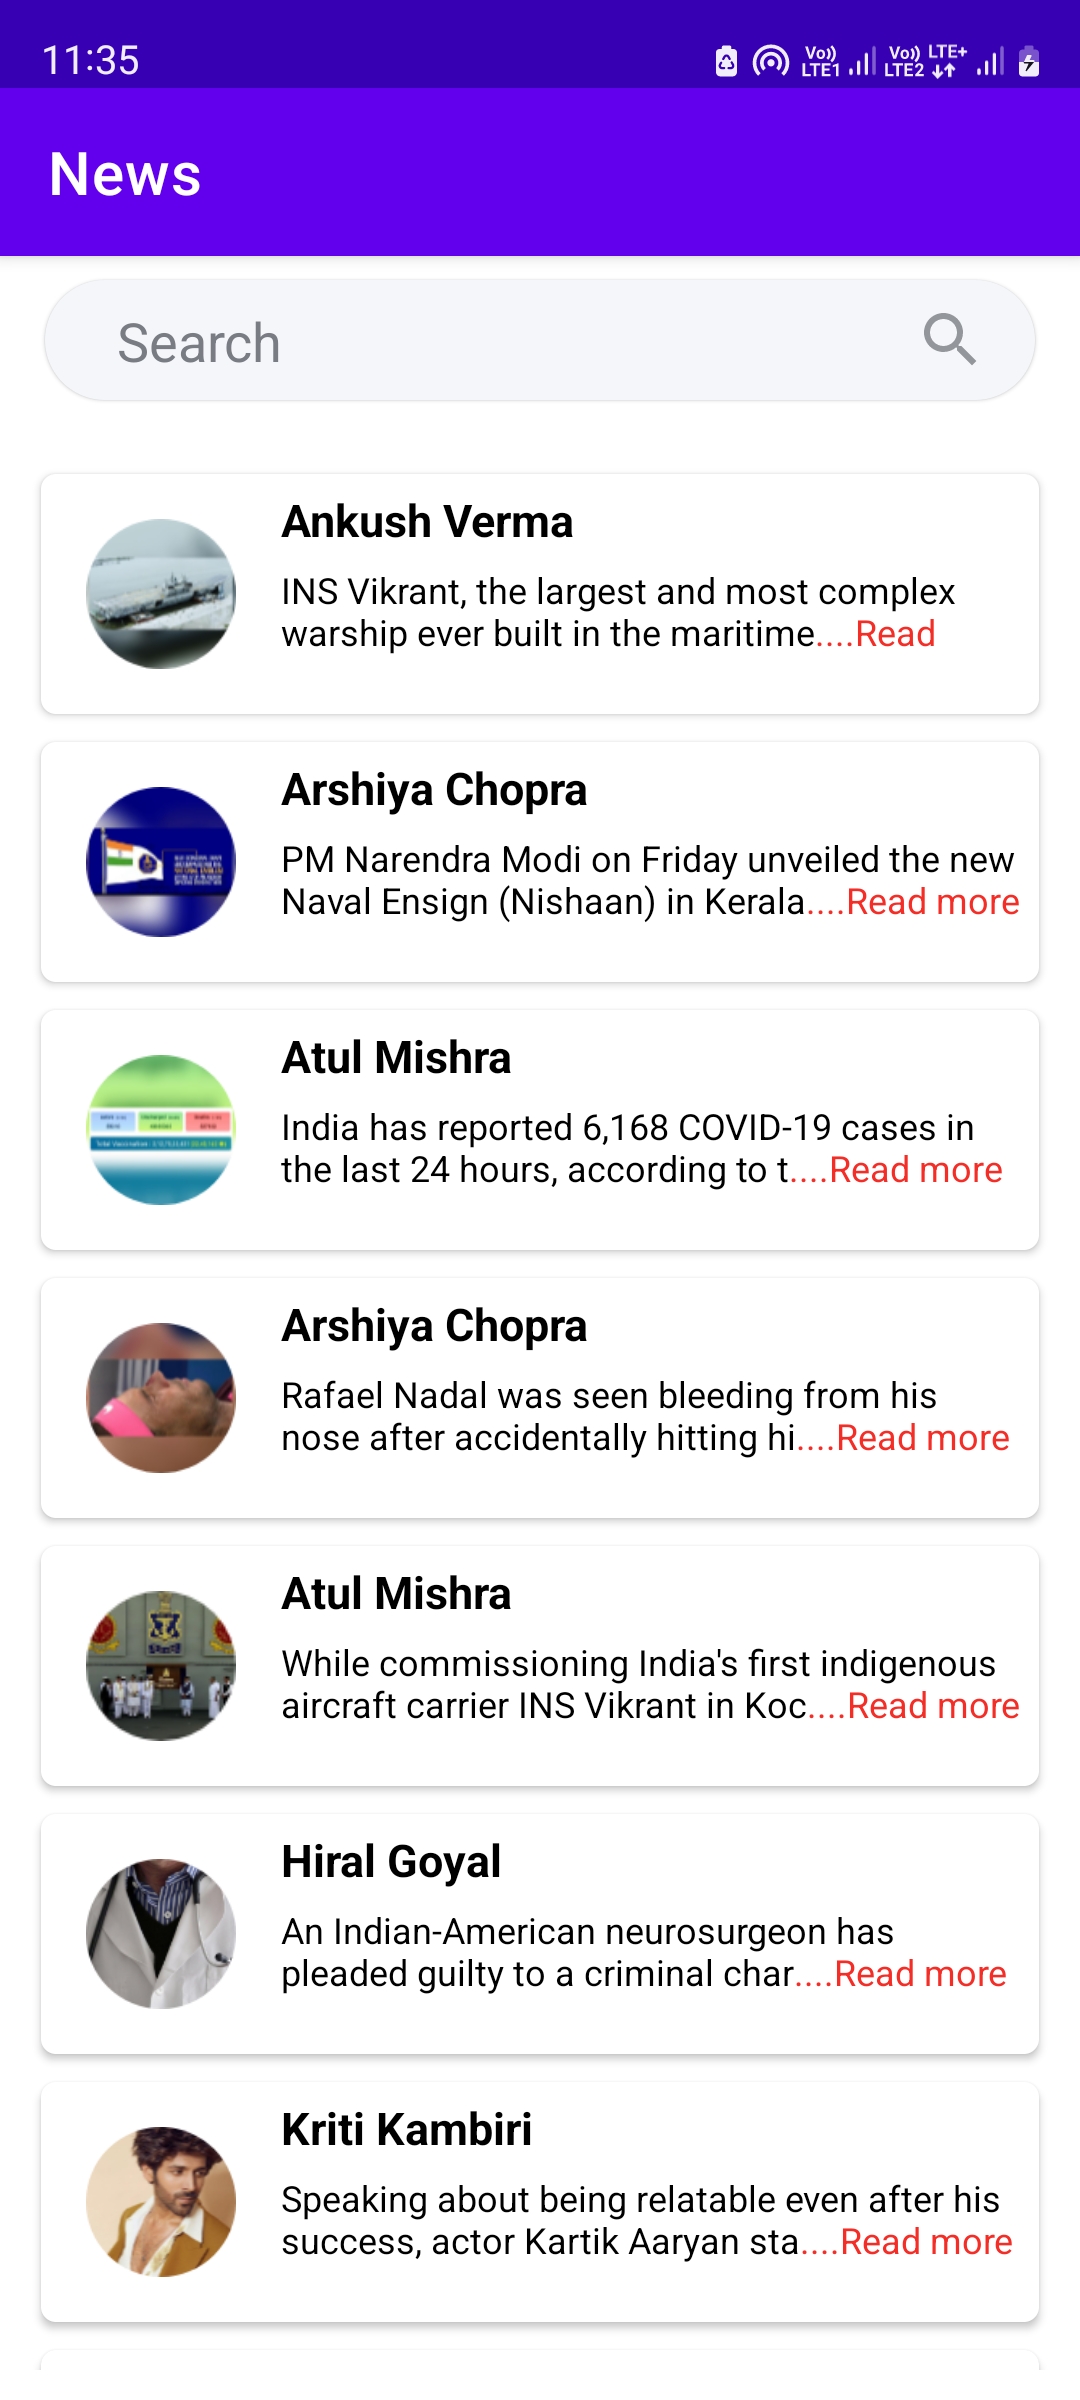 11:35
Vo)) LTE1 Vo)) LTE2 LTE+
News
Search
Ankush Verma
INS Vikrant, the largest and most complex
warship ever built in the maritime....Read
Arshiya Chopra
PM Narendra Modi on Friday unveiled the new
Naval Ensign (Nishaan) in Kerala....Read more
Atul Mishra
India has reported 6,168 COVID-19 cases in
the last 24 hours, according to t....Read more
Arshiya Chopra
Rafael Nadal was seen bleeding from his
nose after accidentally hitting hi....Read more
Atul Mishra
While commissioning India's first indigenous
aircraft carrier INS Vikrant in Koc....Read more
Hiral Goyal
An Indian-American neurosurgeon has
pleaded guilty to a criminal char....Read more
Kriti Kambiri
Speaking about being relatable even after his
success, actor Kartik Aaryan sta....Read more